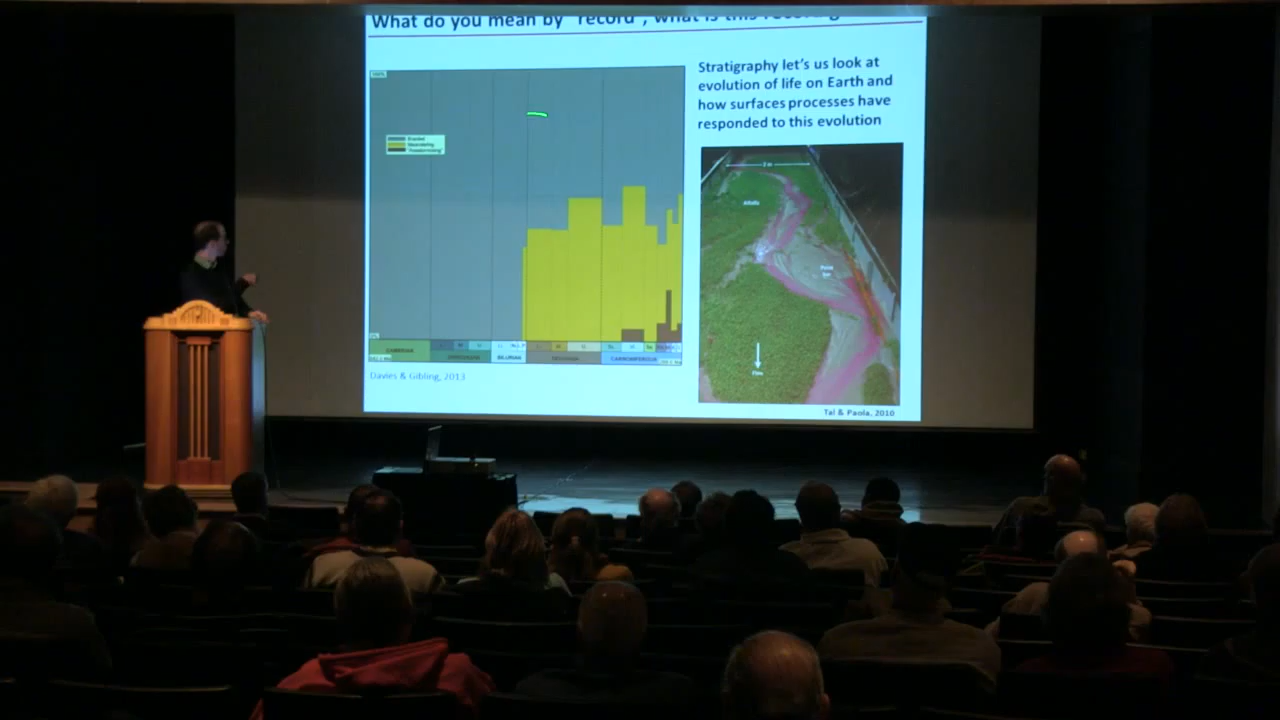 What do you mean by "record", what is this recording
Stratigraphy let's us look at
evolution of life on Earth and
how surfaces processes have
responded to this evolution
100%
Braided
Meandering
CAMBRIAN
ORDOVICIAN
SILURIAN
DEVONIAN
CARBONIFEROUS
Davies & Gibling, 2013
2 m
Alfalfa
Point
bar
Flow
Tal & Paola, 2010